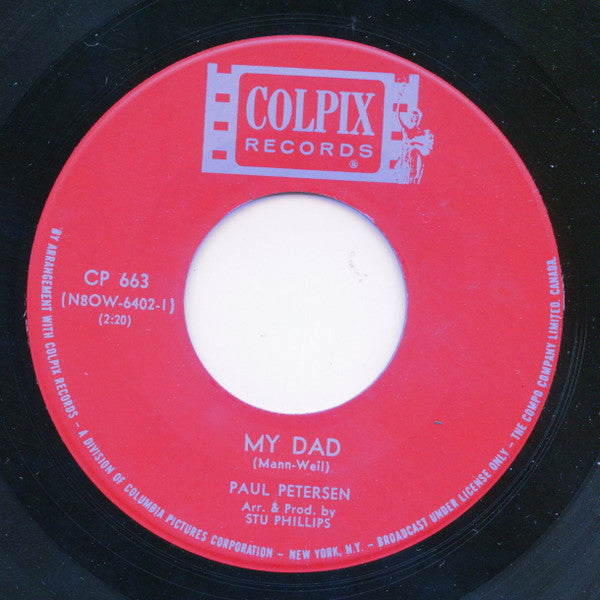 COLPIX
RECORDS
®
CP 663
(N8OW-6402-1)
(2:20)
MY DAD
(Mann-Weil)
PAUL PETERSEN
Arr. & Prod. by
STU PHILLIPS
BY ARRANGEMENT WITH COLPIX RECORDS – A DIVISION OF COLUMBIA PICTURES CORPORATION – NEW YORK, N.Y. – BROADCAST UNDER LICENSE ONLY – THE COMPO COMPANY LIMITED, CANADA.